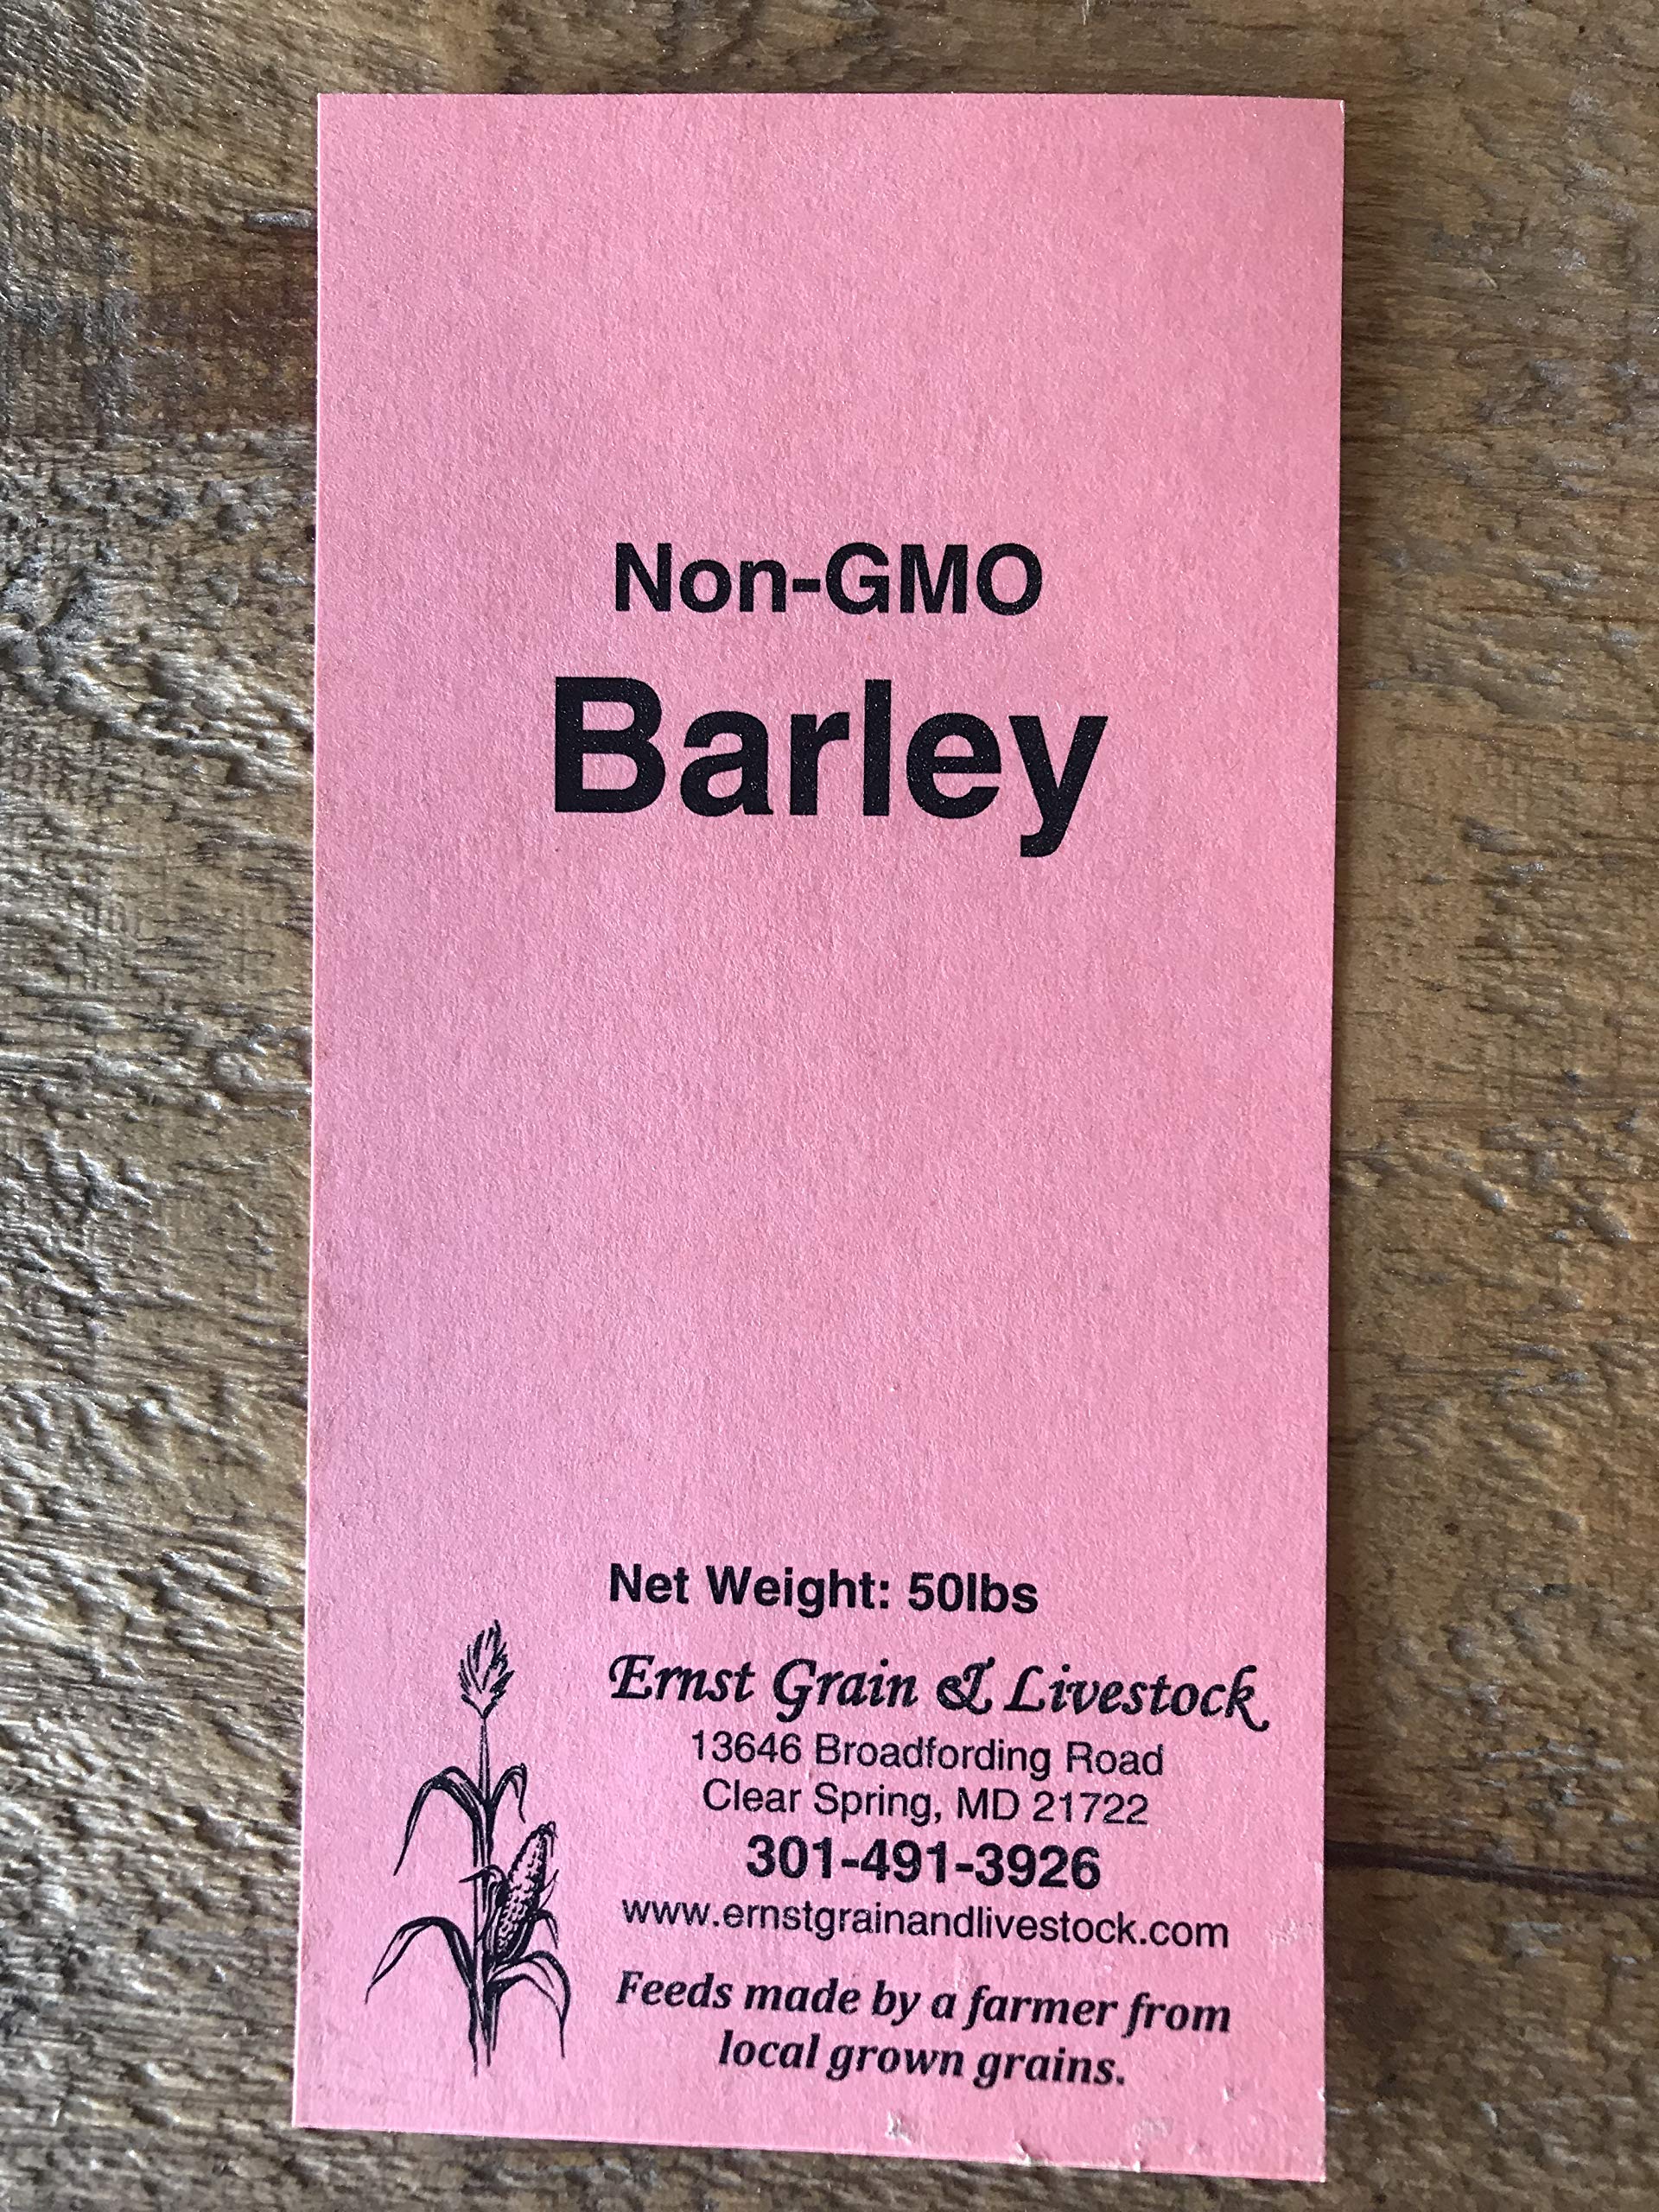 Non-GMO
Barley
Net Weight: 50lbs
Ernst Grain & Livestock
13646 Broadfording Road
Clear Spring, MD 21722
301-491-3926
www.ernstgrainandlivestock.com
Feeds made by a farmer from
local grown grains.